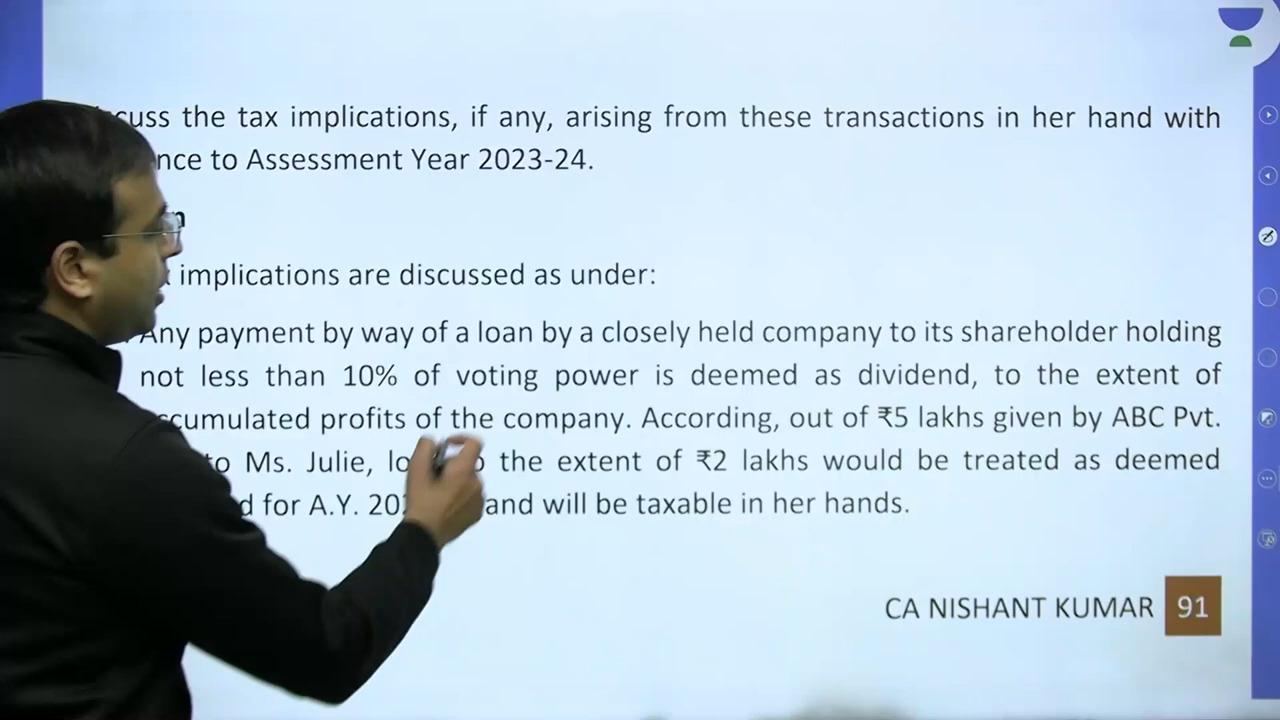 cuss the tax implications, if any, arising from these transactions in her hand with
nce to Assessment Year 2023-24.
n
implications are discussed as under:
Any payment by way of a loan by a closely held company to its shareholder holding
not less than 10% of voting power is deemed as dividend, to the extent of
cumulated profits of the company. According, out of ₹5 lakhs given by ABC Pvt.
to Ms. Julie, lo the extent of ₹2 lakhs would be treated as deemed
d for A.Y. 20 and will be taxable in her hands.
CA NISHANT KUMAR 91